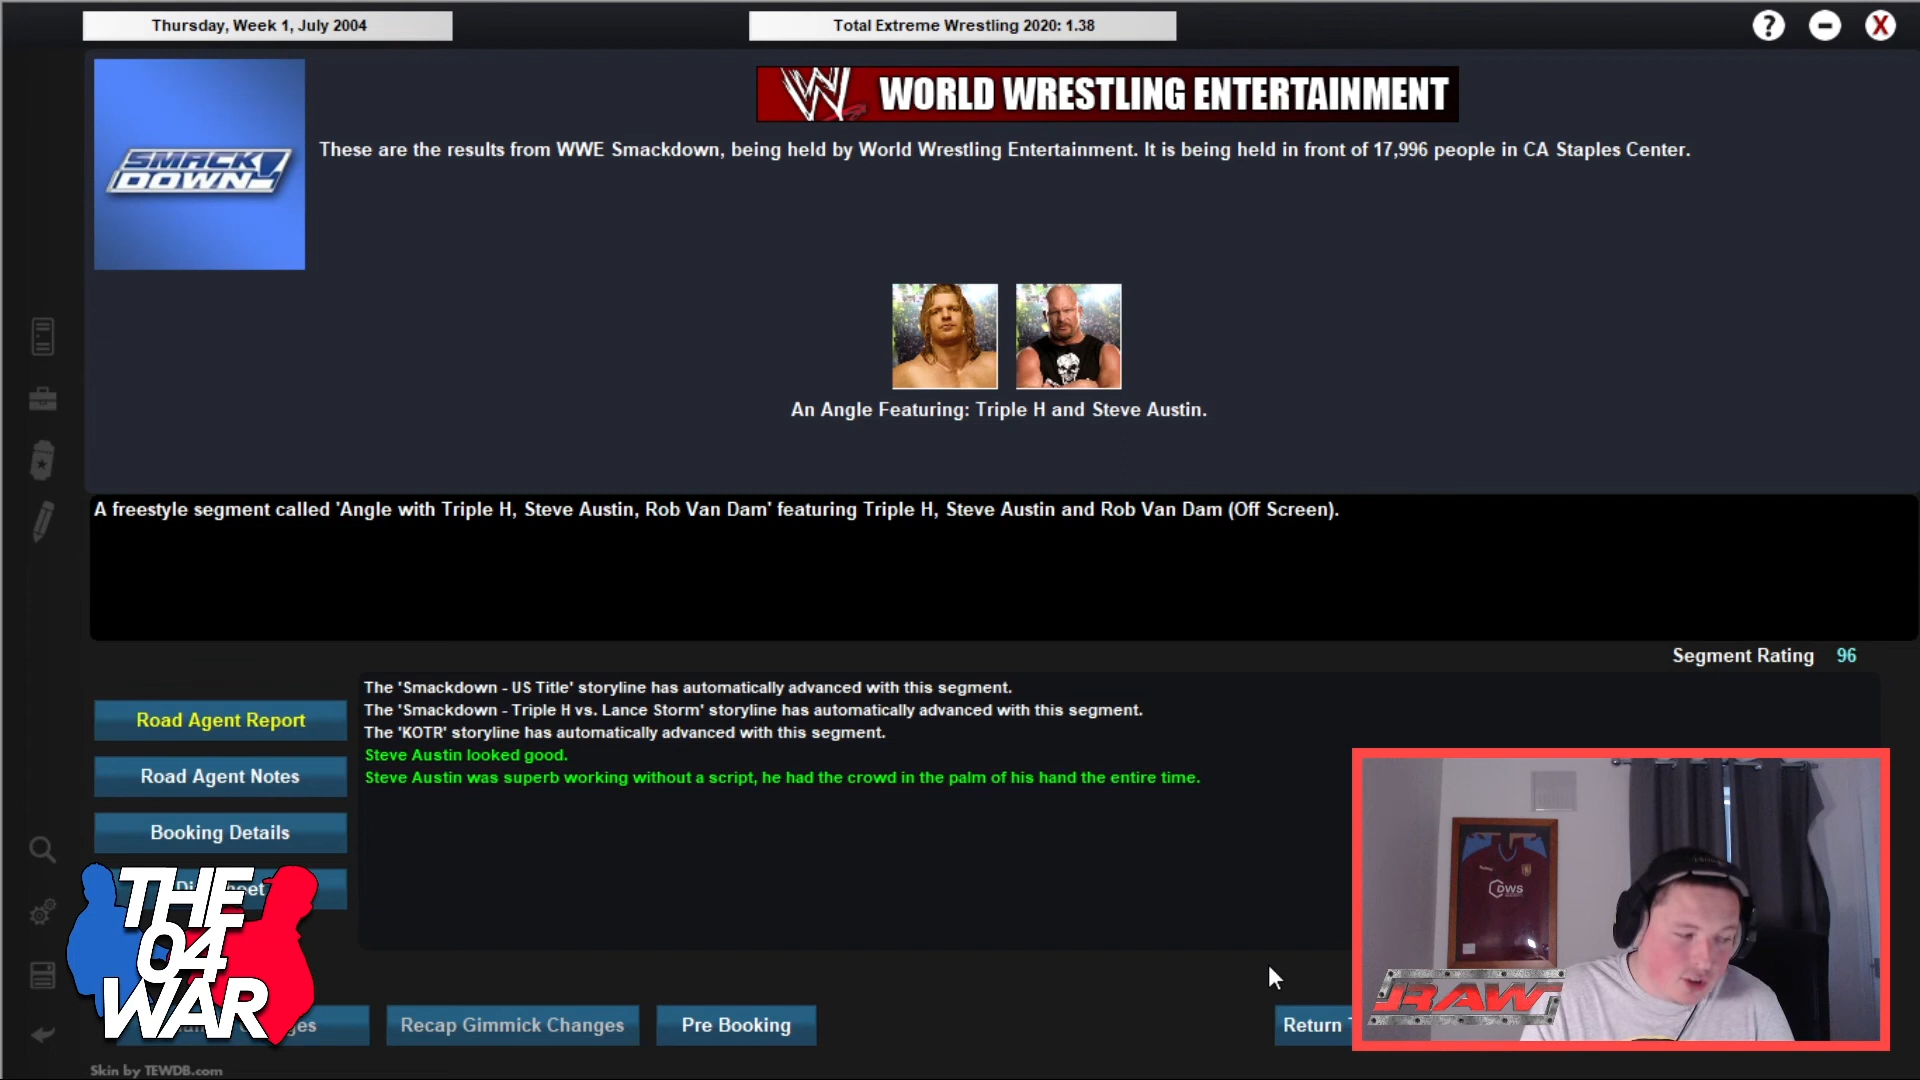 Thursday, Week 1, July 2004
Total Extreme Wrestling 2020: 1.38
?
X
SMACK
DOWN!
W WORLD WRESTLING ENTERTAINMENT
These are the results from WWE Smackdown, being held by World Wrestling Entertainment. It is being held in front of 17,996 people in CA Staples Center.
An Angle Featuring: Triple H and Steve Austin.
A freestyle segment called 'Angle with Triple H, Steve Austin, Rob Van Dam' featuring Triple H, Steve Austin and Rob Van Dam (Off Screen).
Segment Rating 96
The 'Smackdown - US Title' storyline has automatically advanced with this segment.
The 'Smackdown - Triple H vs. Lance Storm' storyline has automatically advanced with this segment.
The 'KOTR' storyline has automatically advanced with this segment.
Steve Austin looked good.
Steve Austin was superb working without a script, he had the crowd in the palm of his hand the entire time.
Road Agent Report
Road Agent Notes
Booking Details
THE
04
WAR
Recap Gimmick Changes
Pre Booking
Return
DWS
RAW
Skin by TEWDB.com